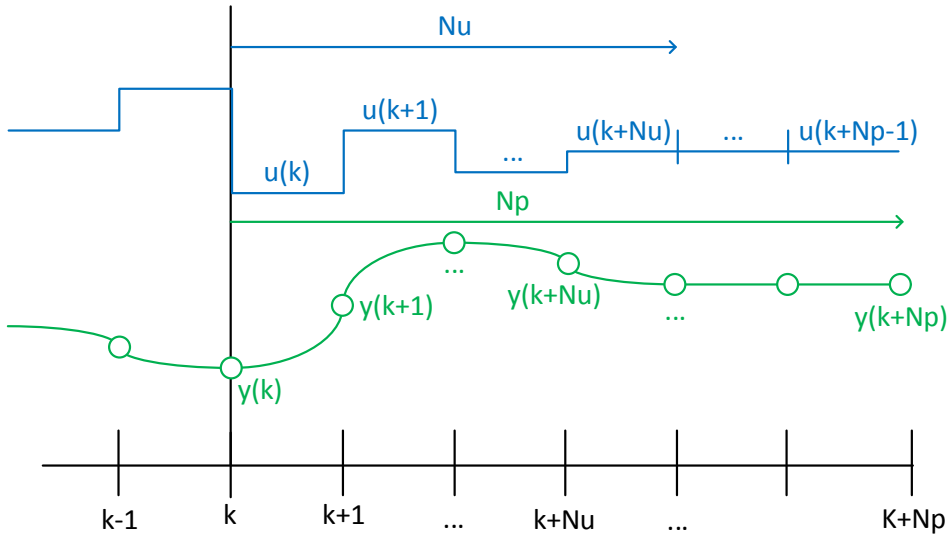 Nu
u(k+1)
u(k+Nu) ... u(k+Np-1)
...
u(k)
Np
...
y(k+Nu)
y(k+1)
... y(k+Np)
y(k)
k-1 k k+1 ... k+Nu ... K+Np